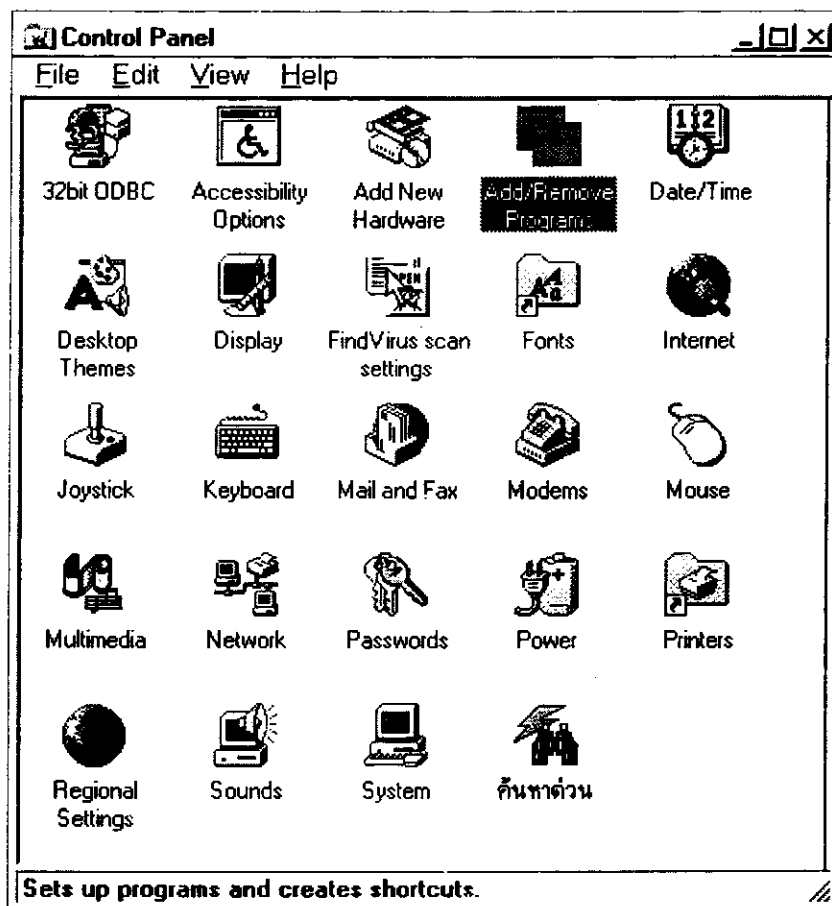 Control Panel
File Edit View Help
32bit ODBC
Accessibility
Options
Add New
Hardware
Add/Remove
Programs
Date/Time
Desktop
Themes
Display
FindVirus scan
settings
Fonts
Internet
Joystick
Keyboard
Mail and Fax
Modems
Mouse
Multimedia
Network
Passwords
Power
Printers
Regional
Settings
Sounds
System
ค้นหาด่วน
Sets up programs and creates shortcuts.